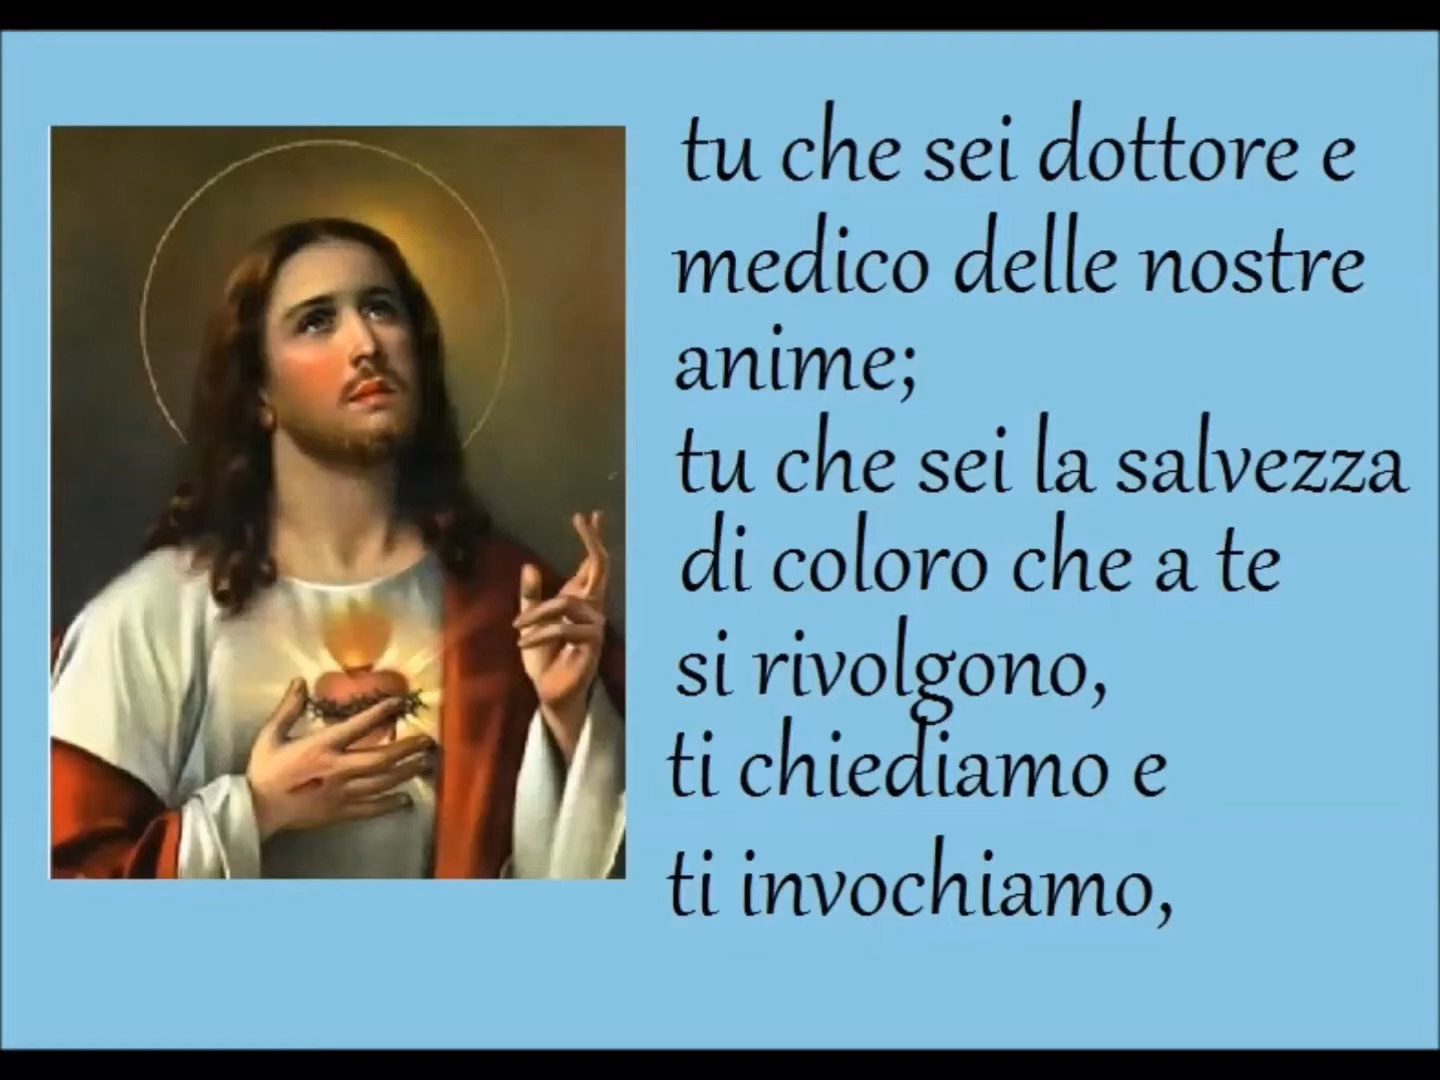 tu che sei dottore e
medico delle nostre
anime;
tu che sei la salvezza
di coloro che a te
si rivolgono,
ti chiediamo e
ti invochiamo,